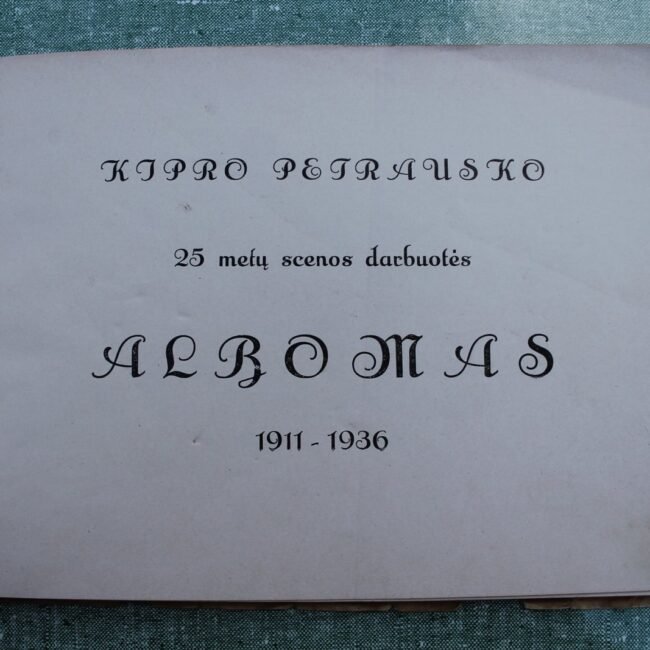 KIPRO PETRAUSKO
25 metų scenos darbuotės
ALBOMAS
1911 - 1936